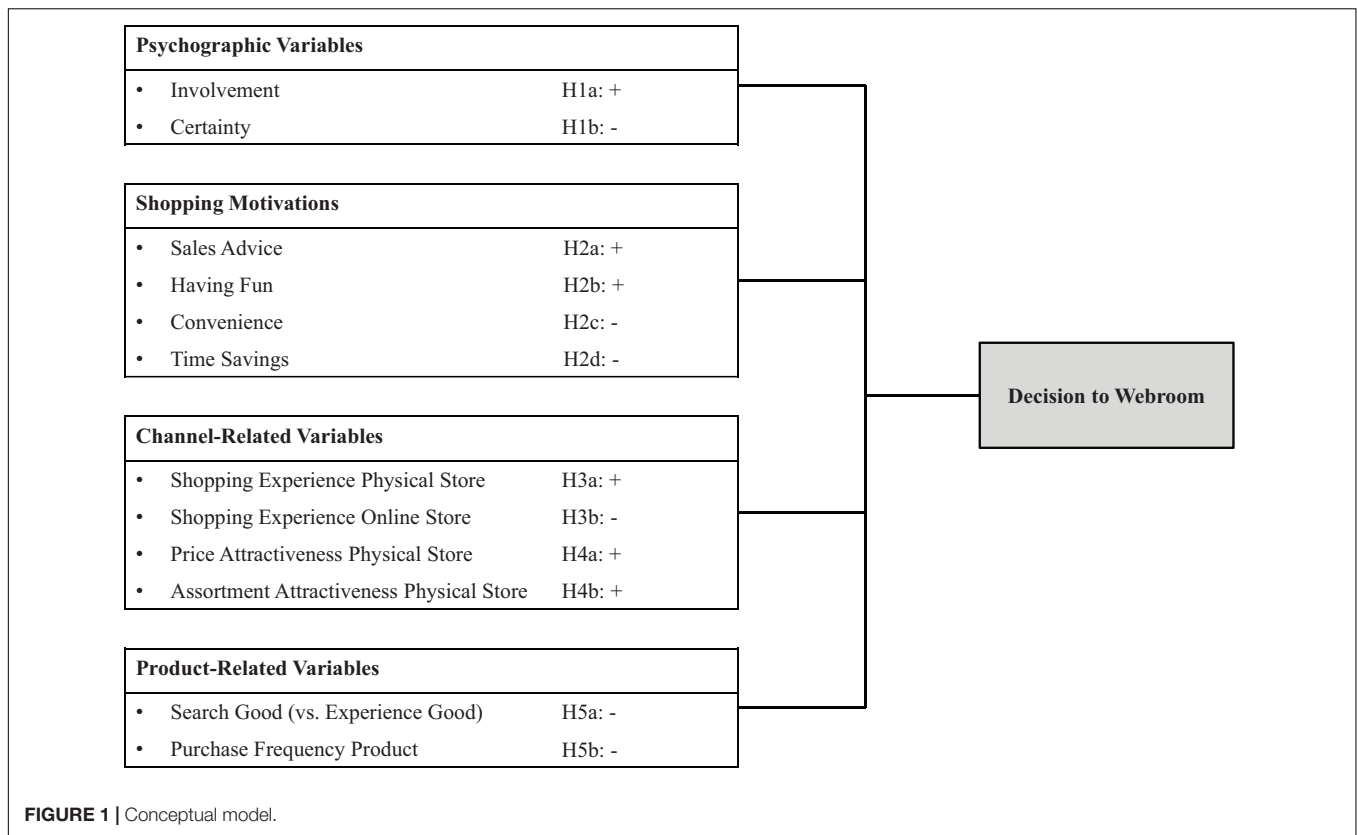 Psychographic Variables
• Involvement H1a: +
• Certainty H1b: -
Shopping Motivations
• Sales Advice H2a: +
• Having Fun H2b: +
• Convenience H2c: -
• Time Savings H2d: -
Channel-Related Variables
• Shopping Experience Physical Store H3a: +
• Shopping Experience Online Store H3b: -
• Price Attractiveness Physical Store H4a: +
• Assortment Attractiveness Physical Store H4b: +
Product-Related Variables
• Search Good (vs. Experience Good) H5a: -
• Purchase Frequency Product H5b: -
Decision to Webroom
FIGURE 1 | Conceptual model.